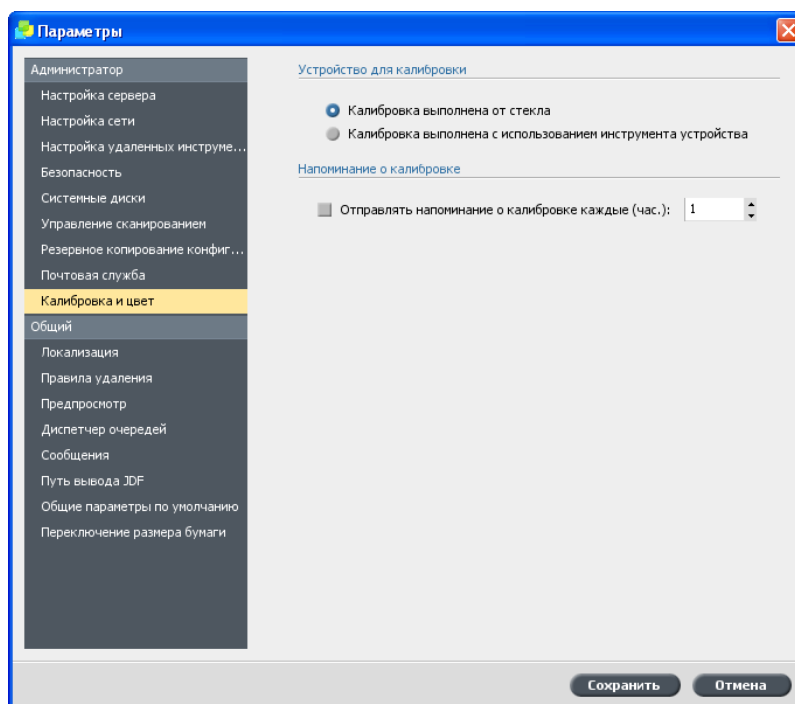 Параметры
Администратор
Настройка сервера
Настройка сети
Настройка удаленных инструме...
Безопасность
Системные диски
Управление сканированием
Резервное копирование конфиг...
Почтовая служба
Калибровка и цвет
Общий
Локализация
Правила удаления
Предпросмотр
Диспетчер очередей
Сообщения
Путь вывода JDF
Общие параметры по умолчанию
Переключение размера бумаги
Устройство для калибровки
Калибровка выполнена от стекла
Калибровка выполнена с использованием инструмента устройства
Напоминание о калибровке
Отправлять напоминание о калибровке каждые (час.): 1
Сохранить Отмена